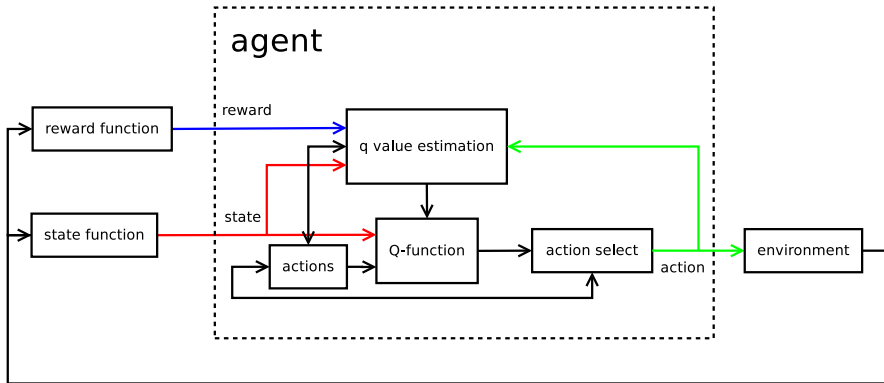 agent
reward function
reward
q value estimation
state function
state
Q-function
actions
action select
action
environment